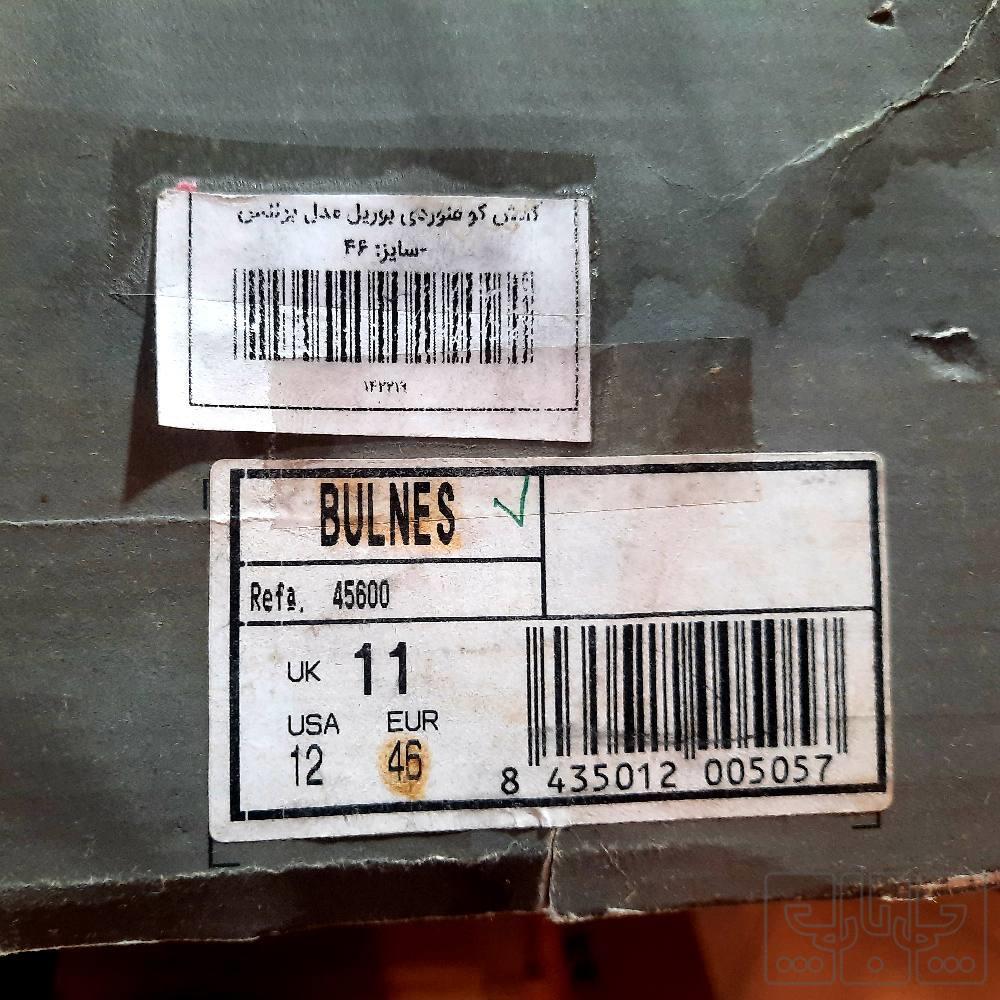 کفش کوهنوردی بوریل مدل بولنس
-سایز: ۴۶
۱۴۲۲۱۹
BULNES
Refª. 45600
UK 11
USA EUR
12 46
8 435012 005057